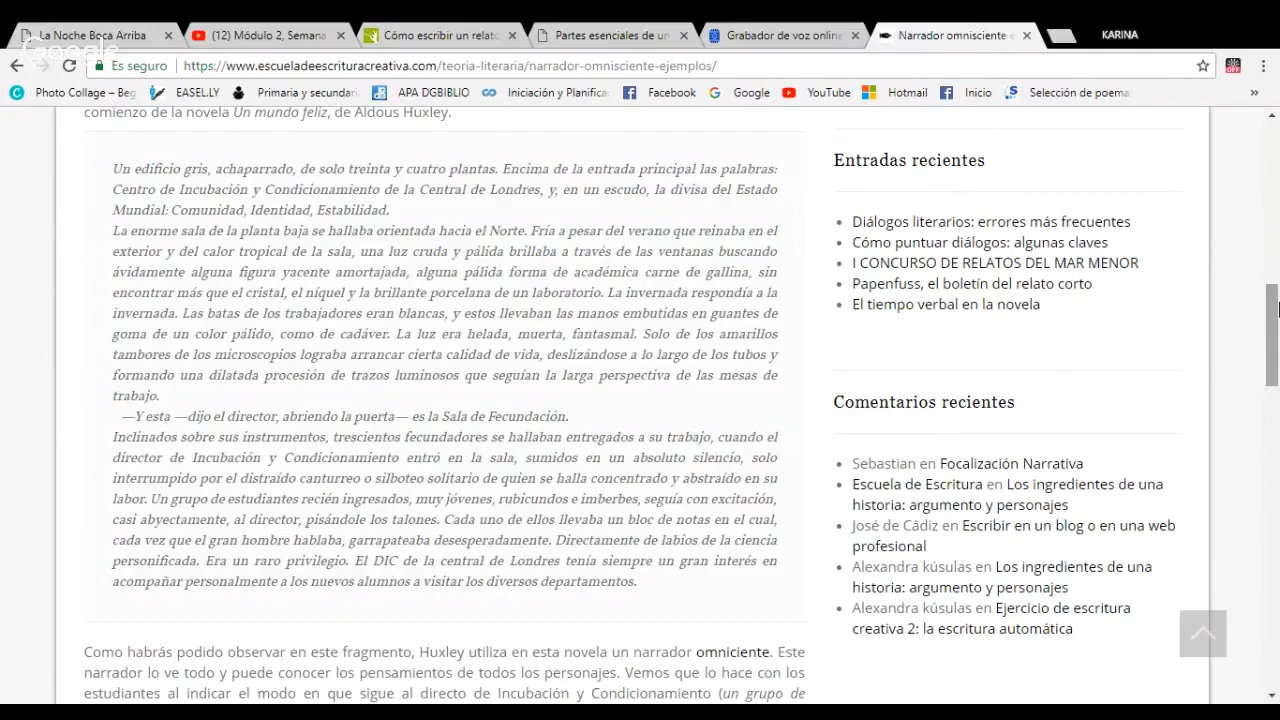 La Noche Boca Arriba
(12) Módulo 2, Semana
Cómo escribir un relato
Partes esenciales de un
Grabador de voz online
Narrador omnisciente e
KARINA
Google
Es seguro
https://www.escueladeescrituracreativa.com/teoria-literaria/narrador-omnisciente-ejemplos/
OFF
Photo Collage – Beg
EASEL.LY
Primaria y secundari
APA DGBIBLIO
Iniciación y Planifica
Facebook
Google
YouTube
Hotmail
Inicio
Selección de poema
»
comienzo de la novela Un mundo feliz, de Aldous Huxley.
Un edificio gris, achaparrado, de solo treinta y cuatro plantas. Encima de la entrada principal las palabras:
Centro de Incubación y Condicionamiento de la Central de Londres, y, en un escudo, la divisa del Estado
Mundial: Comunidad, Identidad, Estabilidad.
La enorme sala de la planta baja se hallaba orientada hacia el Norte. Fría a pesar del verano que reinaba en el
exterior y del calor tropical de la sala, una luz cruda y pálida brillaba a través de las ventanas buscando
ávidamente alguna figura yacente amortajada, alguna pálida forma de académica carne de gallina, sin
encontrar más que el cristal, el níquel y la brillante porcelana de un laboratorio. La invernada respondía a la
invernada. Las batas de los trabajadores eran blancas, y estos llevaban las manos embutidas en guantes de
goma de un color pálido, como de cadáver. La luz era helada, muerta, fantasmal. Solo de los amarillos
tambores de los microscopios lograba arrancar cierta calidad de vida, deslizándose a lo largo de los tubos y
formando una dilatada procesión de trazos luminosos que seguían la larga perspectiva de las mesas de
trabajo.
—Y esta —dijo el director, abriendo la puerta— es la Sala de Fecundación.
Inclinados sobre sus instrumentos, trescientos fecundadores se hallaban entregados a su trabajo, cuando el
director de Incubación y Condicionamiento entró en la sala, sumidos en un absoluto silencio, solo
interrumpido por el distraído canturreo o silboteo solitario de quien se halla concentrado y abstraído en su
labor. Un grupo de estudiantes recién ingresados, muy jóvenes, rubicundos e imberbes, seguía con excitación,
casi abyectamente, al director, pisándole los talones. Cada uno de ellos llevaba un bloc de notas en el cual,
cada vez que el gran hombre hablaba, garrapateaba desesperadamente. Directamente de labios de la ciencia
personificada. Era un raro privilegio. El DIC de la central de Londres tenía siempre un gran interés en
acompañar personalmente a los nuevos alumnos a visitar los diversos departamentos.
Como habrás podido observar en este fragmento, Huxley utiliza en esta novela un narrador omniciente. Este
narrador lo ve todo y puede conocer los pensamientos de todos los personajes. Vemos que lo hace con los
estudiantes al indicar el modo en que sigue al directo de Incubación y Condicionamiento (un grupo de
Entradas recientes
Diálogos literarios: errores más frecuentes
Cómo puntuar diálogos: algunas claves
I CONCURSO DE RELATOS DEL MAR MENOR
Papenfuss, el boletín del relato corto
El tiempo verbal en la novela
Comentarios recientes
Sebastian en Focalización Narrativa
Escuela de Escritura en Los ingredientes de una
historia: argumento y personajes
José de Cádiz en Escribir en un blog o en una web
profesional
Alexandra kúsulas en Los ingredientes de una
historia: argumento y personajes
Alexandra kúsulas en Ejercicio de escritura
creativa 2: la escritura automática